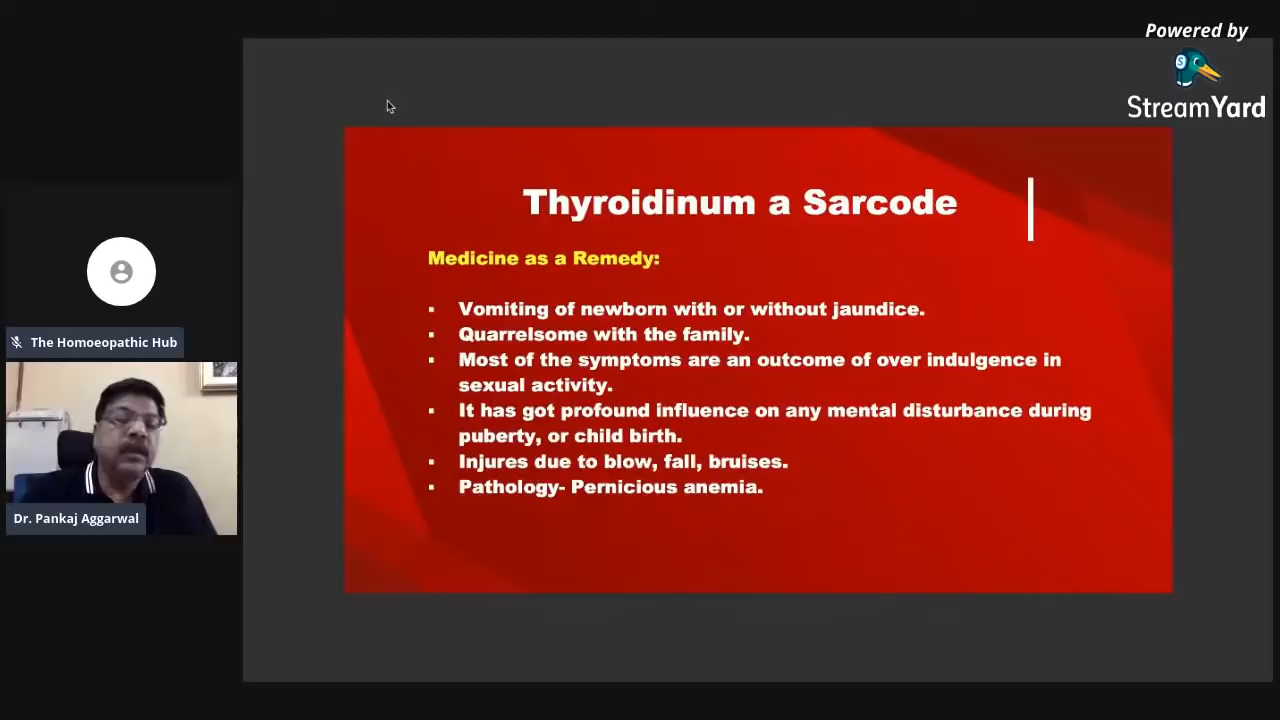 Powered by
StreamYard
Thyroidinum a Sarcode
Medicine as a Remedy:
▪ Vomiting of newborn with or without jaundice.
▪ Quarrelsome with the family.
▪ Most of the symptoms are an outcome of over indulgence in
sexual activity.
▪ It has got profound influence on any mental disturbance during
puberty, or child birth.
▪ Injures due to blow, fall, bruises.
▪ Pathology- Pernicious anemia.
The Homoeopathic Hub
Dr. Pankaj Aggarwal